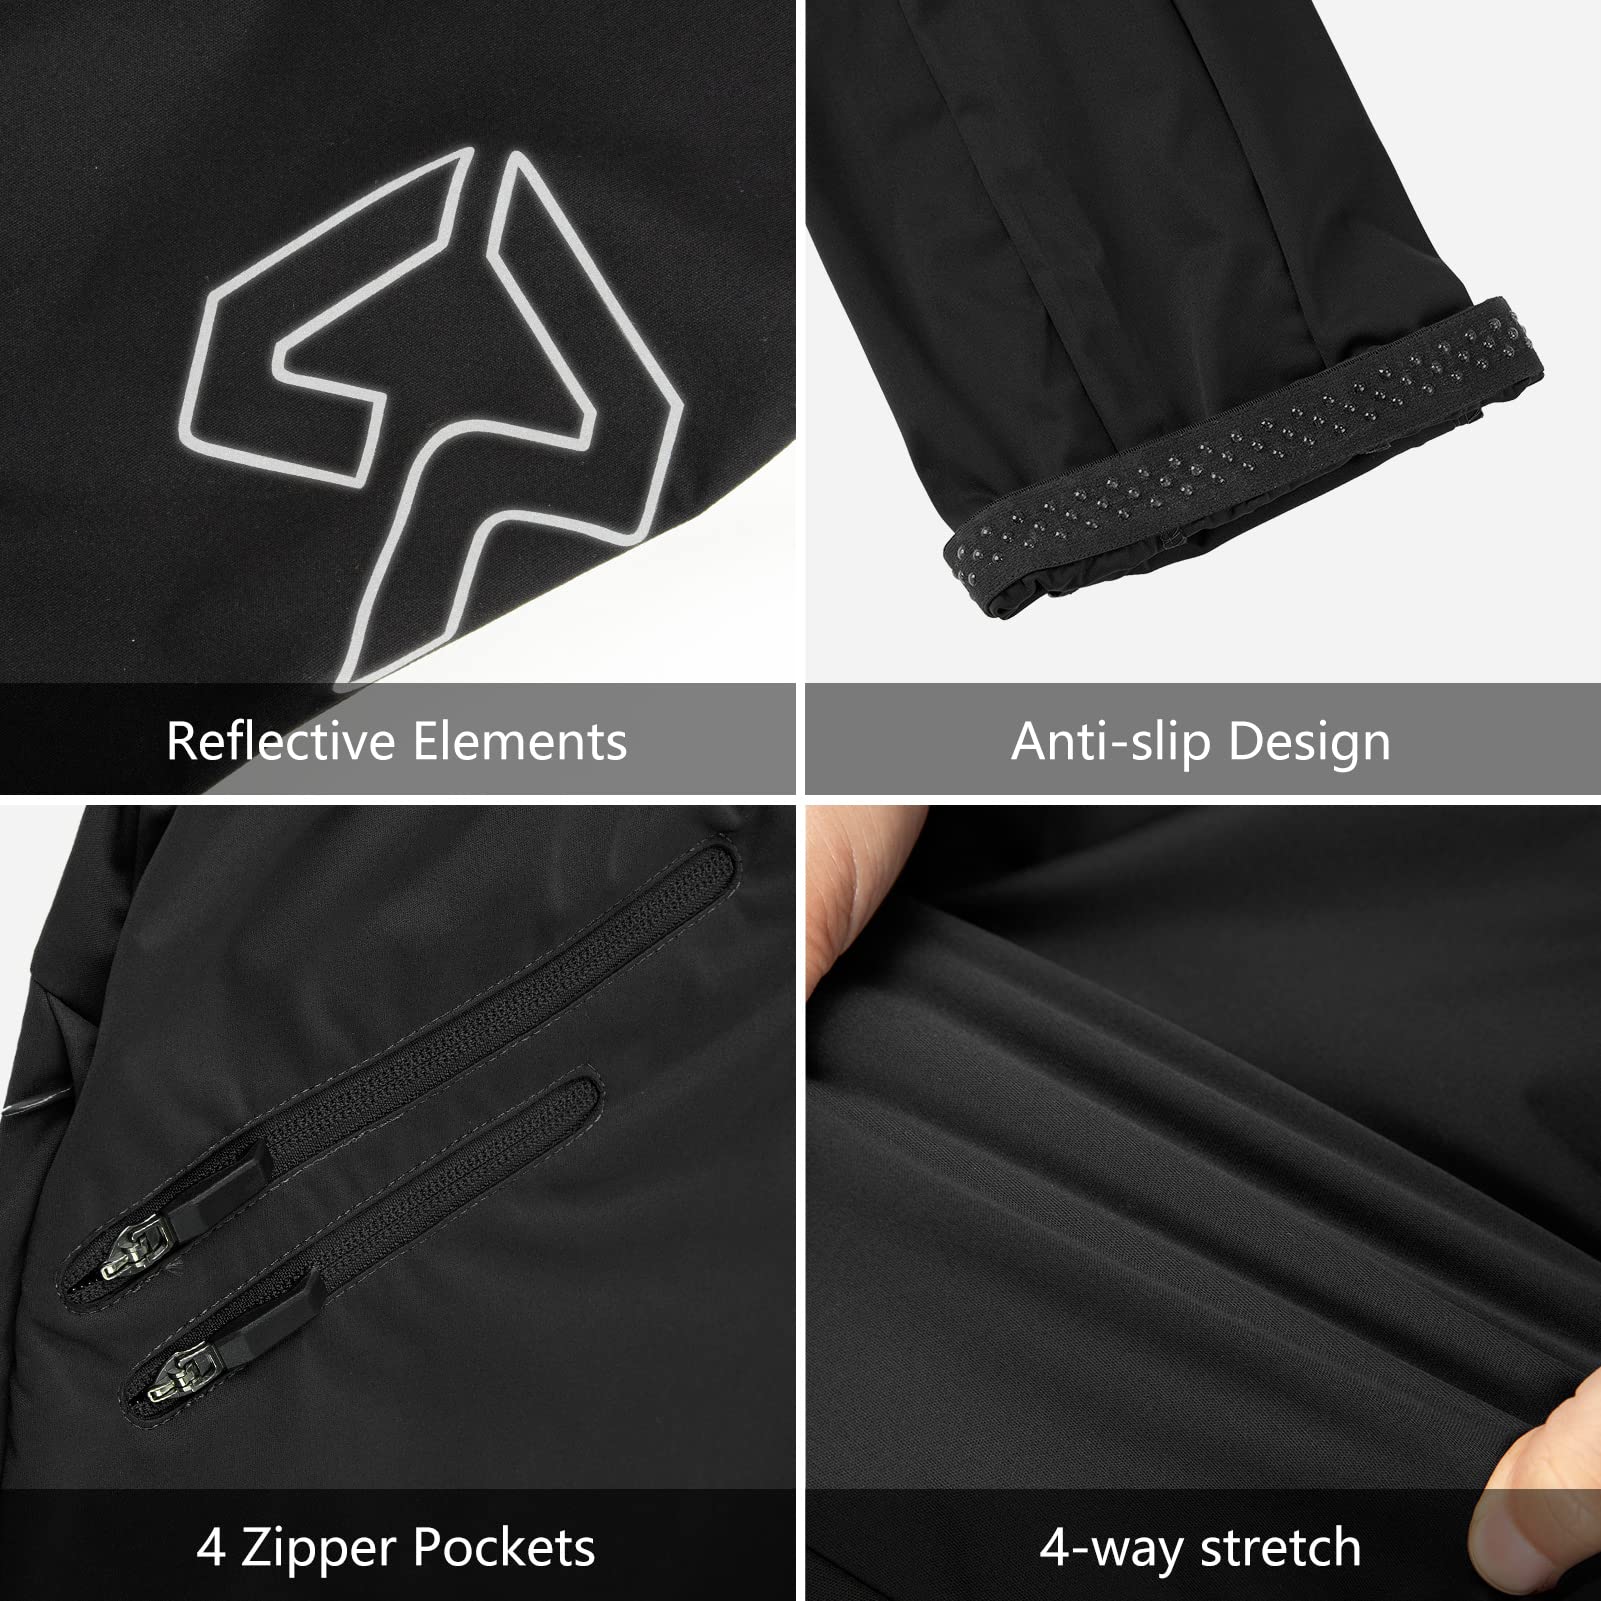 Reflective Elements
Anti-slip Design
4 Zipper Pockets
4-way stretch